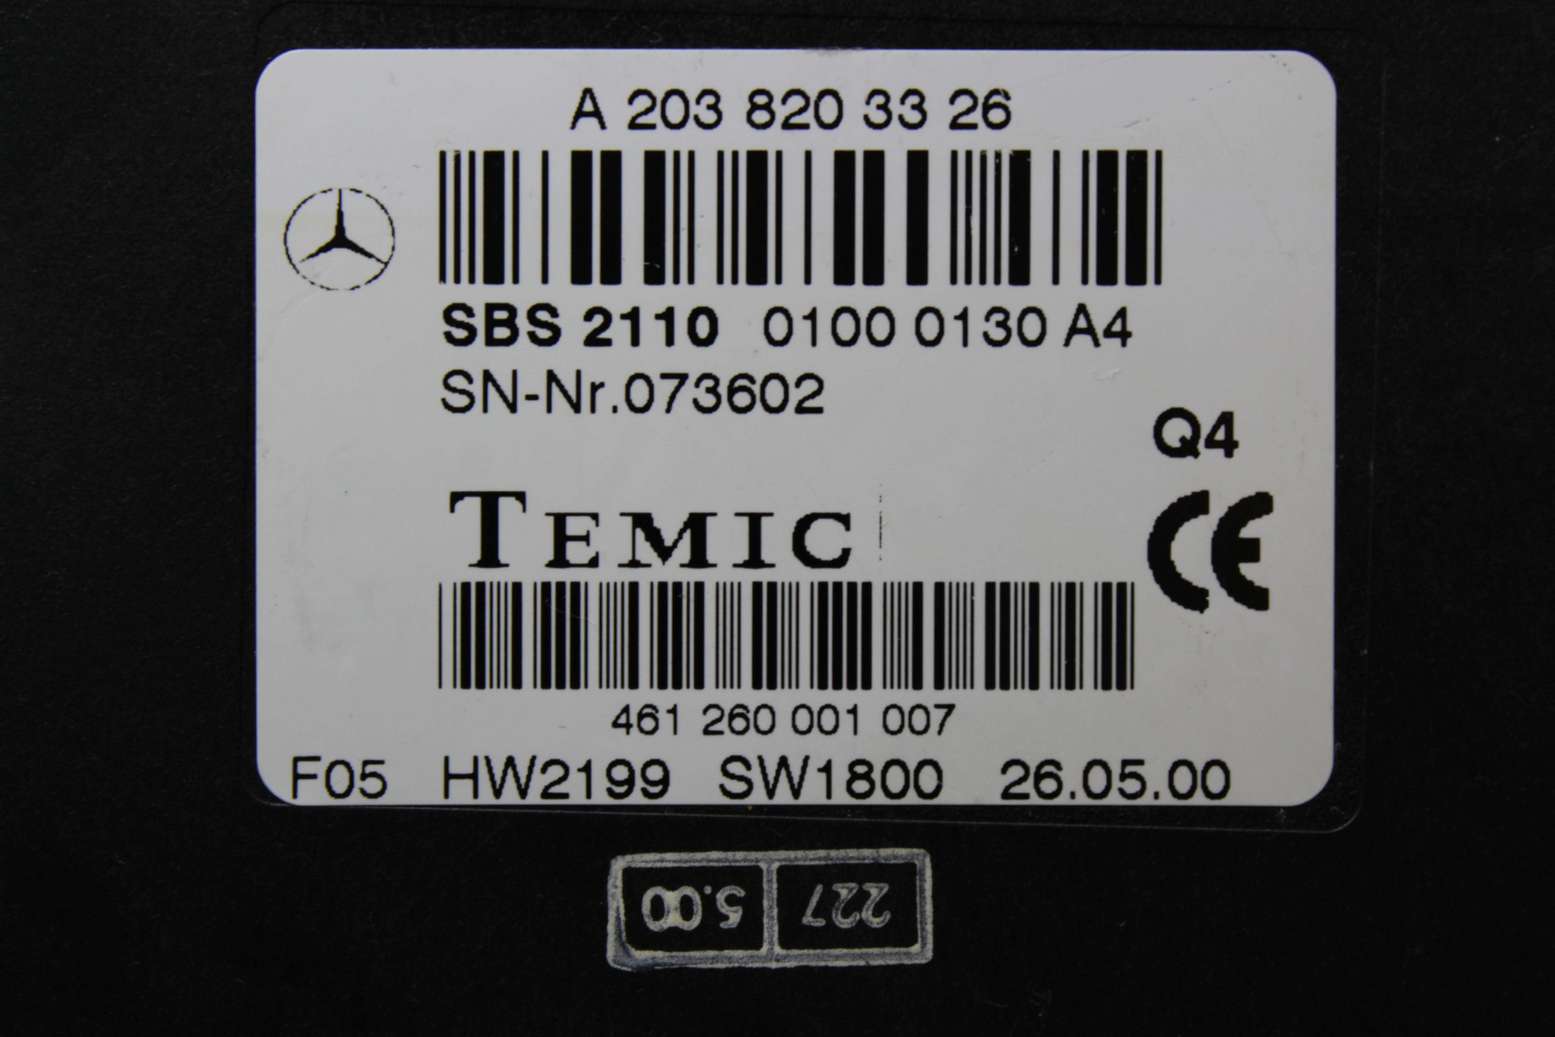 A 203 820 33 26
SBS 2110 0100 0130 A4
SN-Nr.073602
Q4
TEMIC
CE
461 260 001 007
F05 HW2199 SW1800 26.05.00
5.00 227